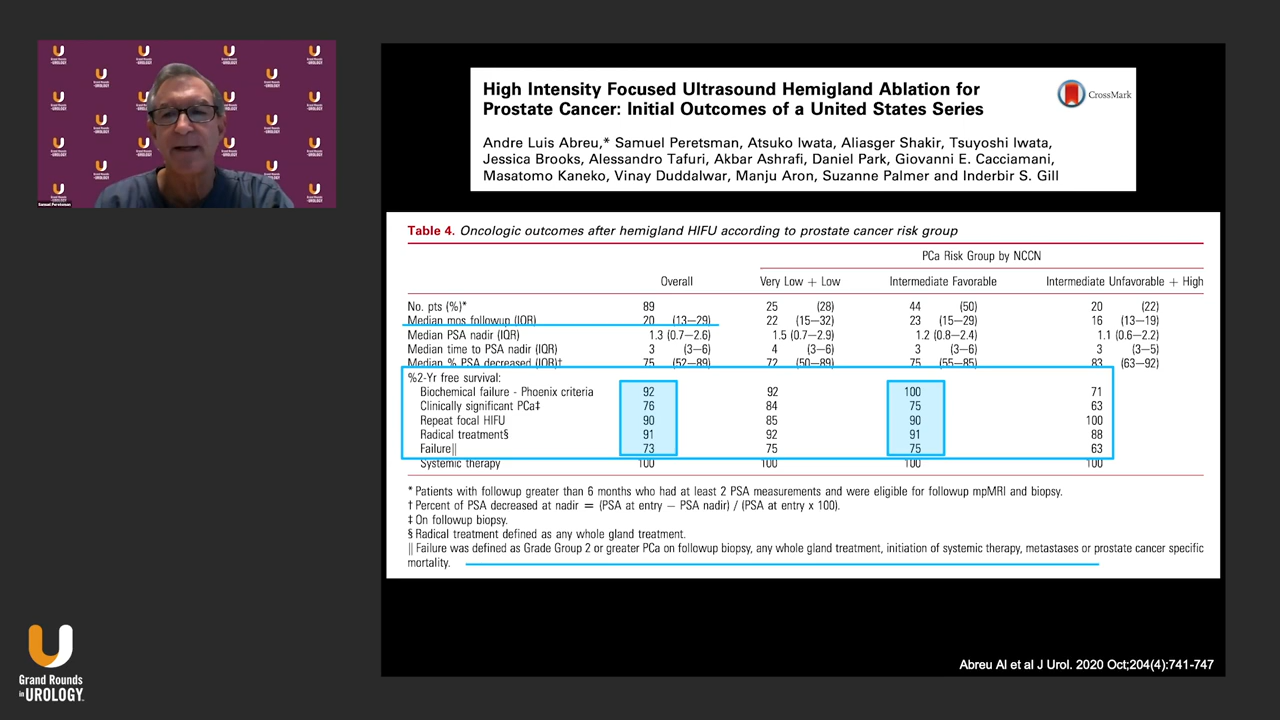 High Intensity Focused Ultrasound Hemigland Ablation for
Prostate Cancer: Initial Outcomes of a United States Series
CrossMark
Andre Luis Abreu,* Samuel Peretsman, Atsuko Iwata, Aliasger Shakir, Tsuyoshi Iwata,
Jessica Brooks, Alessandro Tafuri, Akbar Ashrafi, Daniel Park, Giovanni E. Cacciamani,
Masatomo Kaneko, Vinay Duddalwar, Manju Aron, Suzanne Palmer and Inderbir S. Gill
Samuel Peretsman
Table 4. Oncologic outcomes after hemigland HIFU according to prostate cancer risk group
PCa Risk Group by NCCN
Overall Very Low + Low Intermediate Favorable Intermediate Unfavorable + High
No. pts (%)* 89 25 (28) 44 (50) 20 (22)
Median mos followup (IQR) 20 (13–29) 22 (15–32) 23 (15–29) 16 (13–19)
Median PSA nadir (IQR) 1.3 (0.7–2.6) 1.5 (0.7–2.9) 1.2 (0.8–2.4) 1.1 (0.6–2.2)
Median time to PSA nadir (IQR) 3 (3–6) 4 (3–6) 3 (3–6) 3 (3–5)
Median % PSA decreased (IQR)† 75 (52–89) 72 (50–89) 75 (55–85) 83 (63–92)
%2-Yr free survival:
Biochemical failure - Phoenix criteria 92 92 100 71
Clinically significant PCa‡ 76 84 75 63
Repeat focal HIFU 90 85 90 100
Radical treatment§ 91 92 91 88
Failure|| 73 75 75 63
Systemic therapy 100 100 100 100
* Patients with followup greater than 6 months who had at least 2 PSA measurements and were eligible for followup mpMRI and biopsy.
† Percent of PSA decreased at nadir = (PSA at entry − PSA nadir) / (PSA at entry x 100).
‡ On followup biopsy.
§ Radical treatment defined as any whole gland treatment.
|| Failure was defined as Grade Group 2 or greater PCa on followup biopsy, any whole gland treatment, initiation of systemic therapy, metastases or prostate cancer specific
mortality.
Abreu Al et al J Urol. 2020 Oct;204(4):741-747
Grand Rounds
in UROLOGY